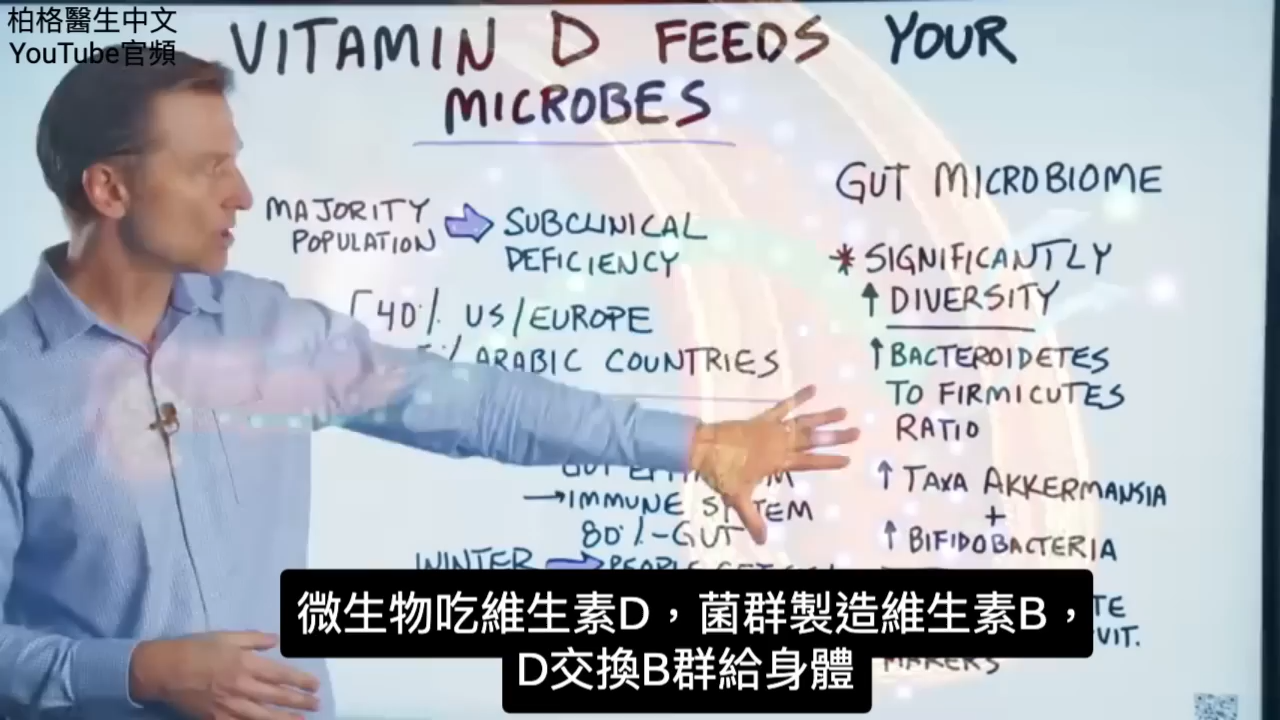 柏格醫生中文
YouTube官頻
VITAMIN D FEEDS YOUR
MICROBES
MAJORITY
POPULATION
SUBCLINICAL
DEFICIENCY
40% US/EUROPE
% ARABIC COUNTRIES
→IMMUNE SYSTEM
80%-GUT
WINTER
GUT MICROBIOME
* SIGNIFICANTLY
↑ DIVERSITY
↑ BACTEROIDETES
TO FIRMICUTES
RATIO
↑ TAXA AKKERMANSIA
+
↑ BIFIDOBACTERIA
VIT.
MAKERS
微生物吃維生素D，菌群製造維生素B，
D交換B群給身體